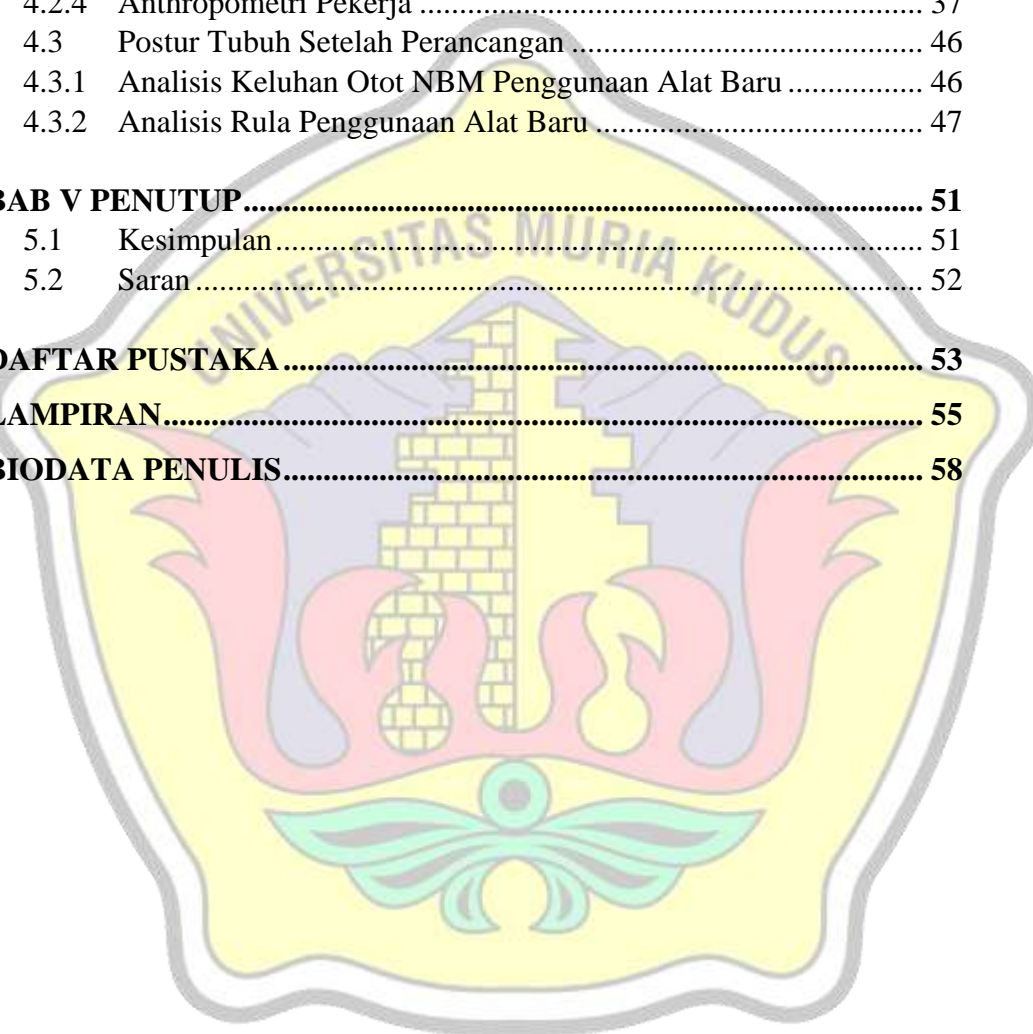 4.2.4 Anthropometri Pekerja ............................................................... 37
4.3 Postur Tubuh Setelah Perancangan ............................................ 46
4.3.1 Analisis Keluhan Otot NBM Penggunaan Alat Baru ................. 46
4.3.2 Analisis Rula Penggunaan Alat Baru ......................................... 47
BAB V PENUTUP ..................................................................................... 51
5.1 Kesimpulan ................................................................................. 51
5.2 Saran ........................................................................................... 52
UNIVERSITAS MURIA KUDUS
DAFTAR PUSTAKA ................................................................................ 53
LAMPIRAN ............................................................................................... 55
BIODATA PENULIS ................................................................................ 58